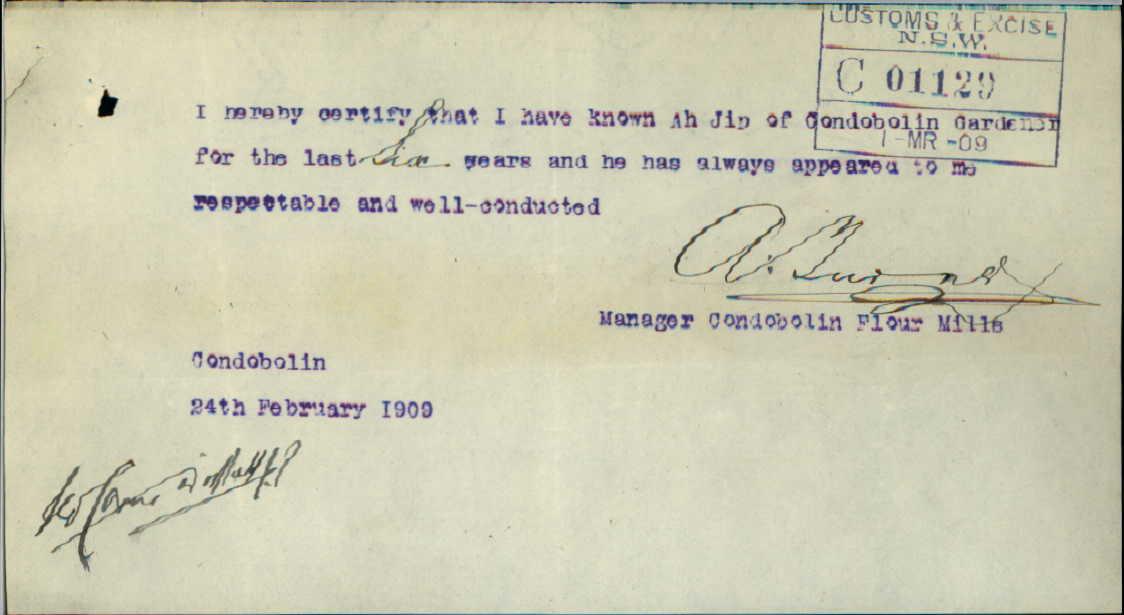 CUSTOMS & EXCISE
N.S.W.
C 01129
I hereby certify that I have known Ah Jip of Condobolin Gardener
1-MR-09
for the last six years and he has always appeared to me
respectable and well-conducted
A.
Manager Condobolin Flour Mills
Condobolin
24th February 1909